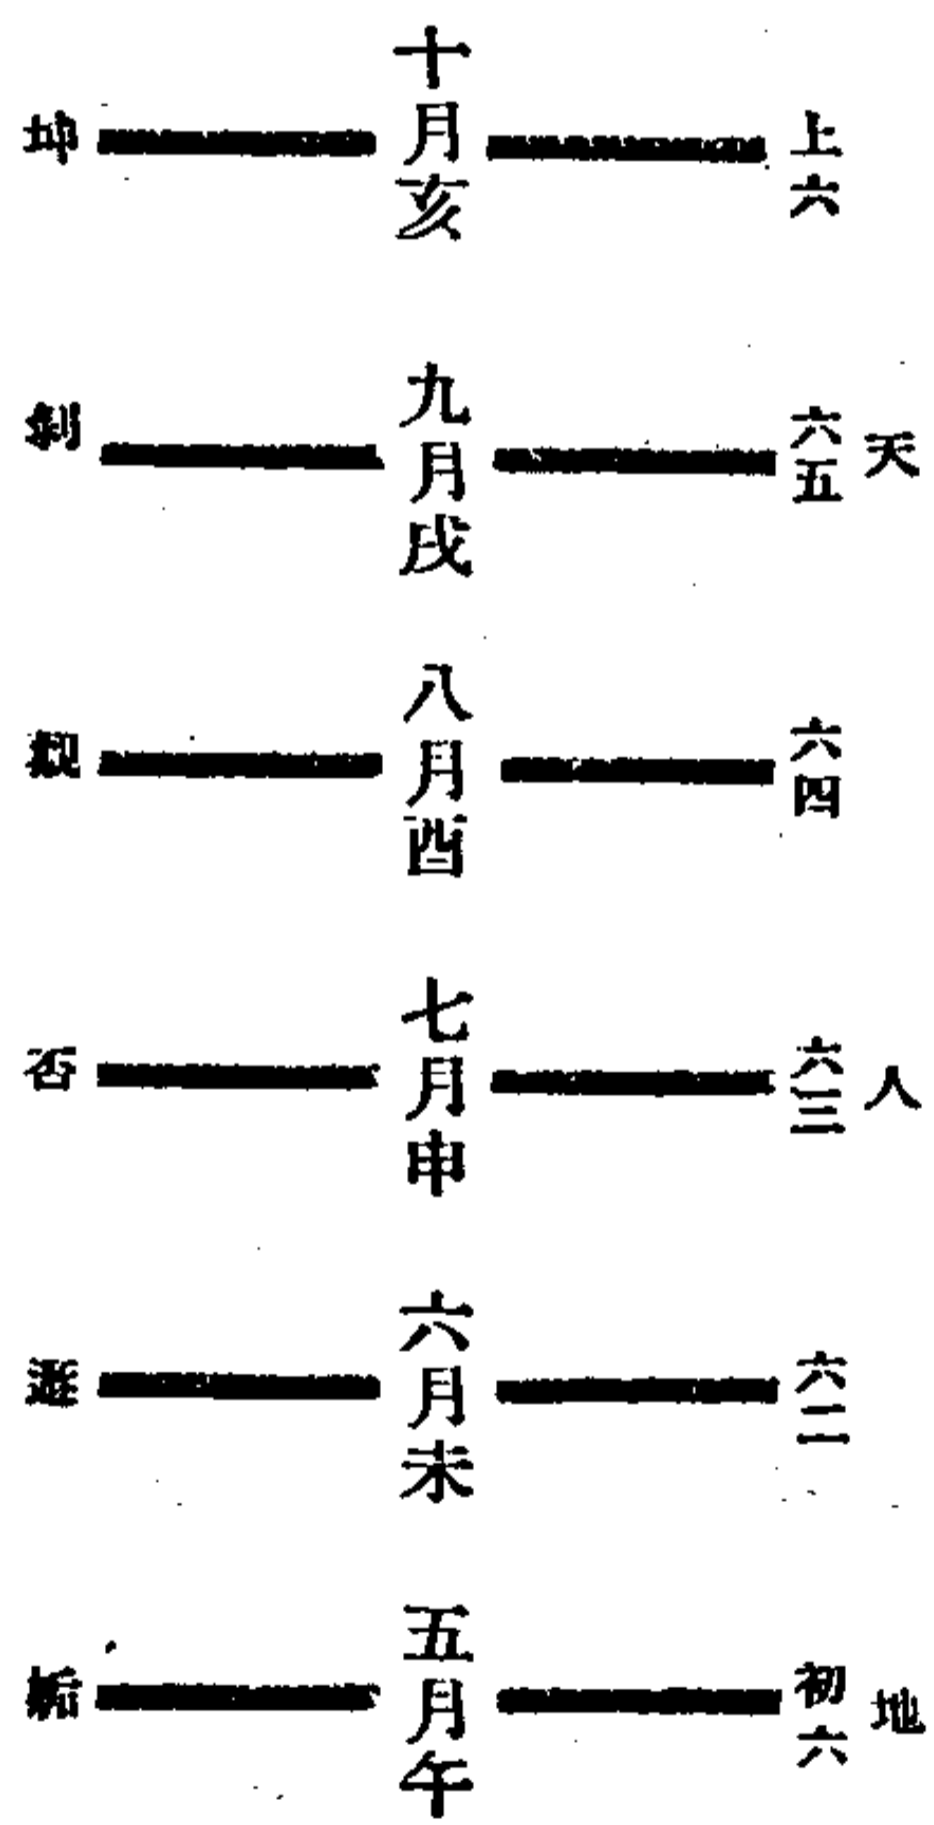 坤 十月亥 上六
剝 九月戌 六五 天
觀 八月酉 六四
否 七月申 六三 人
遯 六月未 六二
姤 五月午 初六 地